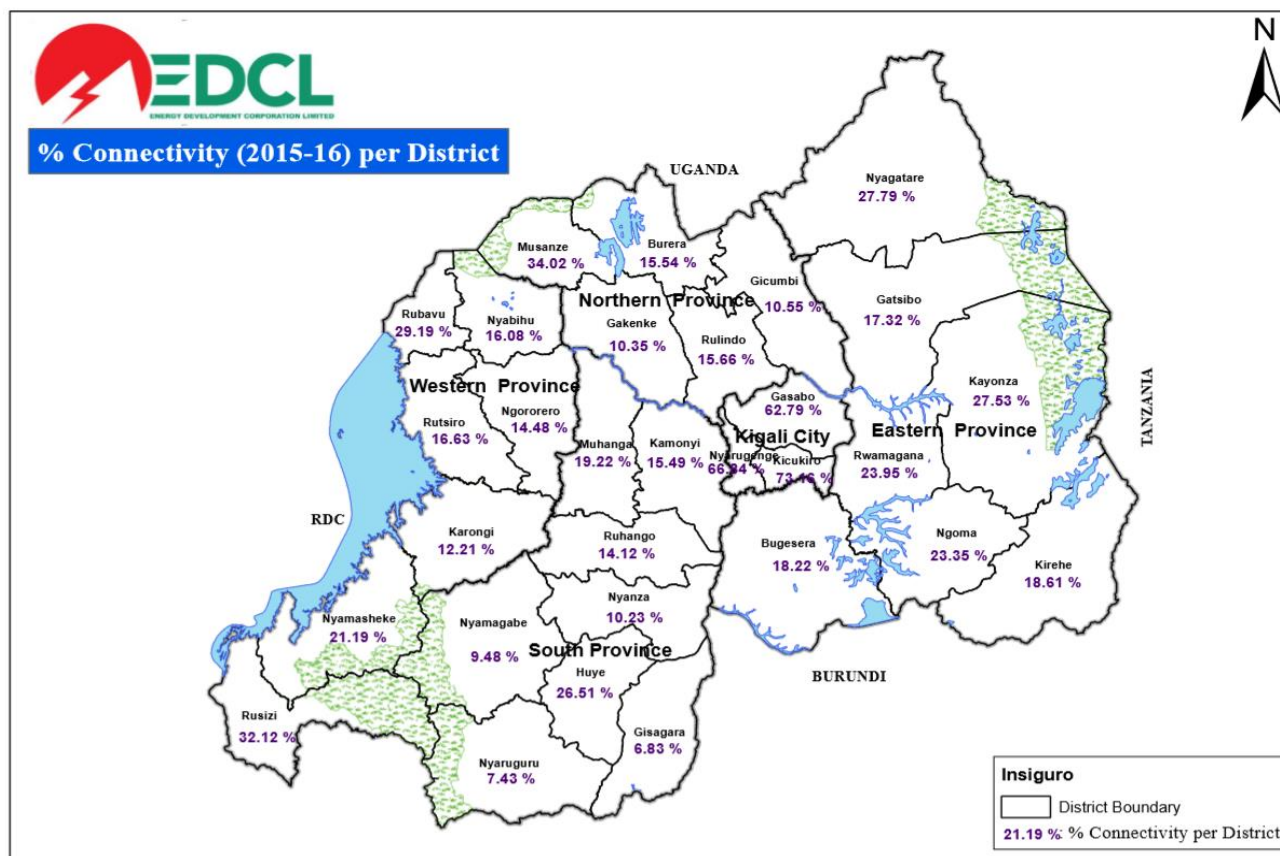 EDCL
ENERGY DEVELOPMENT CORPORATION LIMITED
% Connectivity (2015-16) per District
N
UGANDA
Nyagatare
27.79 %
Musanze
34.02 %
Burera
15.54 %
Gicumbi
10.55 %
Gatsibo
17.32 %
Northern Province
Rubavu
29.19 %
Nyabihu
16.08 %
Gakenke
10.35 %
Rulindo
15.66 %
Kayonza
27.53 %
TANZANIA
Western Province
Gasabo
62.79 %
Rutsiro
16.63 %
Ngororero
14.48 %
Muhanga
19.22 %
Kamonyi
15.49 %
Kigali City
Nyarugenge
Kicukiro
Eastern Province
Rwamagana
23.95 %
RDC
Karongi
12.21 %
Ruhango
14.12 %
Bugesera
18.22 %
Ngoma
23.35 %
Kirehe
18.61 %
Nyamasheke
21.19 %
Nyamagabe
9.48 %
Nyanza
10.23 %
South Province
Huye
26.51 %
BURUNDI
Rusizi
32.12 %
Gisagara
6.83 %
Nyaruguru
7.43 %
Insiguro
District Boundary
21.19 %: % Connectivity per District